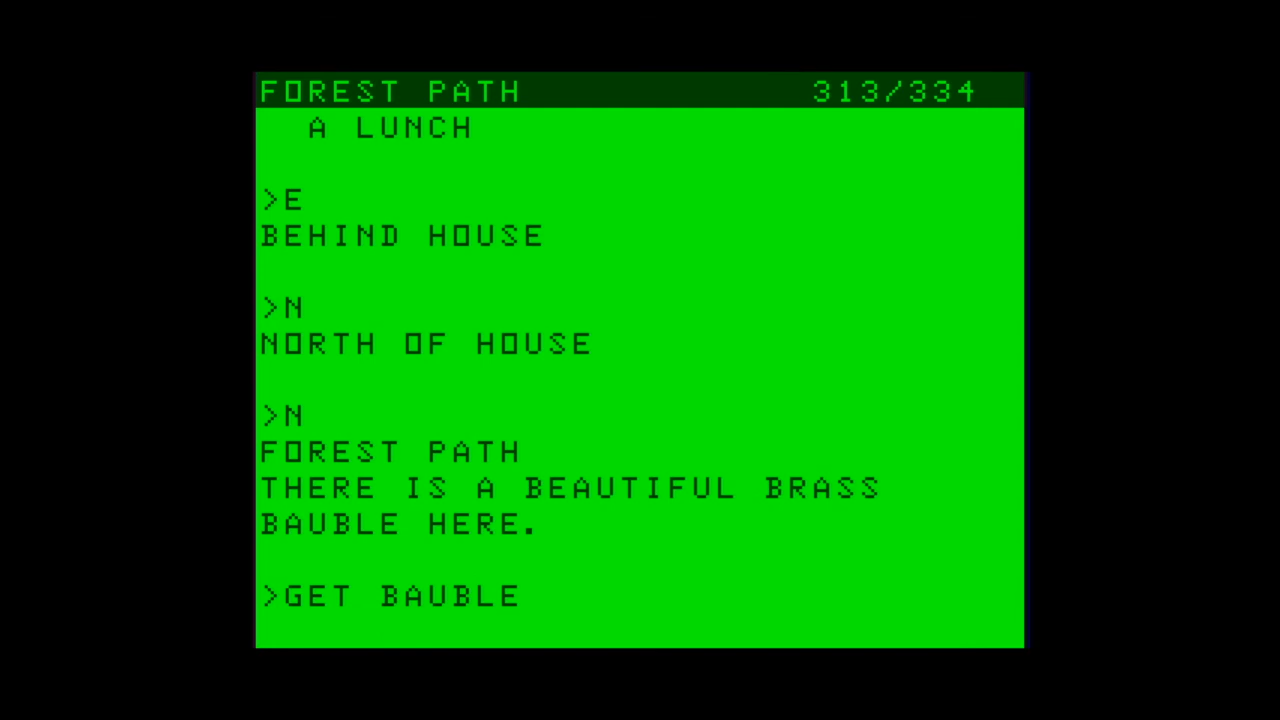 FOREST PATH 313/334
A LUNCH
>E
BEHIND HOUSE
>N
NORTH OF HOUSE
>N
FOREST PATH
THERE IS A BEAUTIFUL BRASS
BAUBLE HERE.
>GET BAUBLE